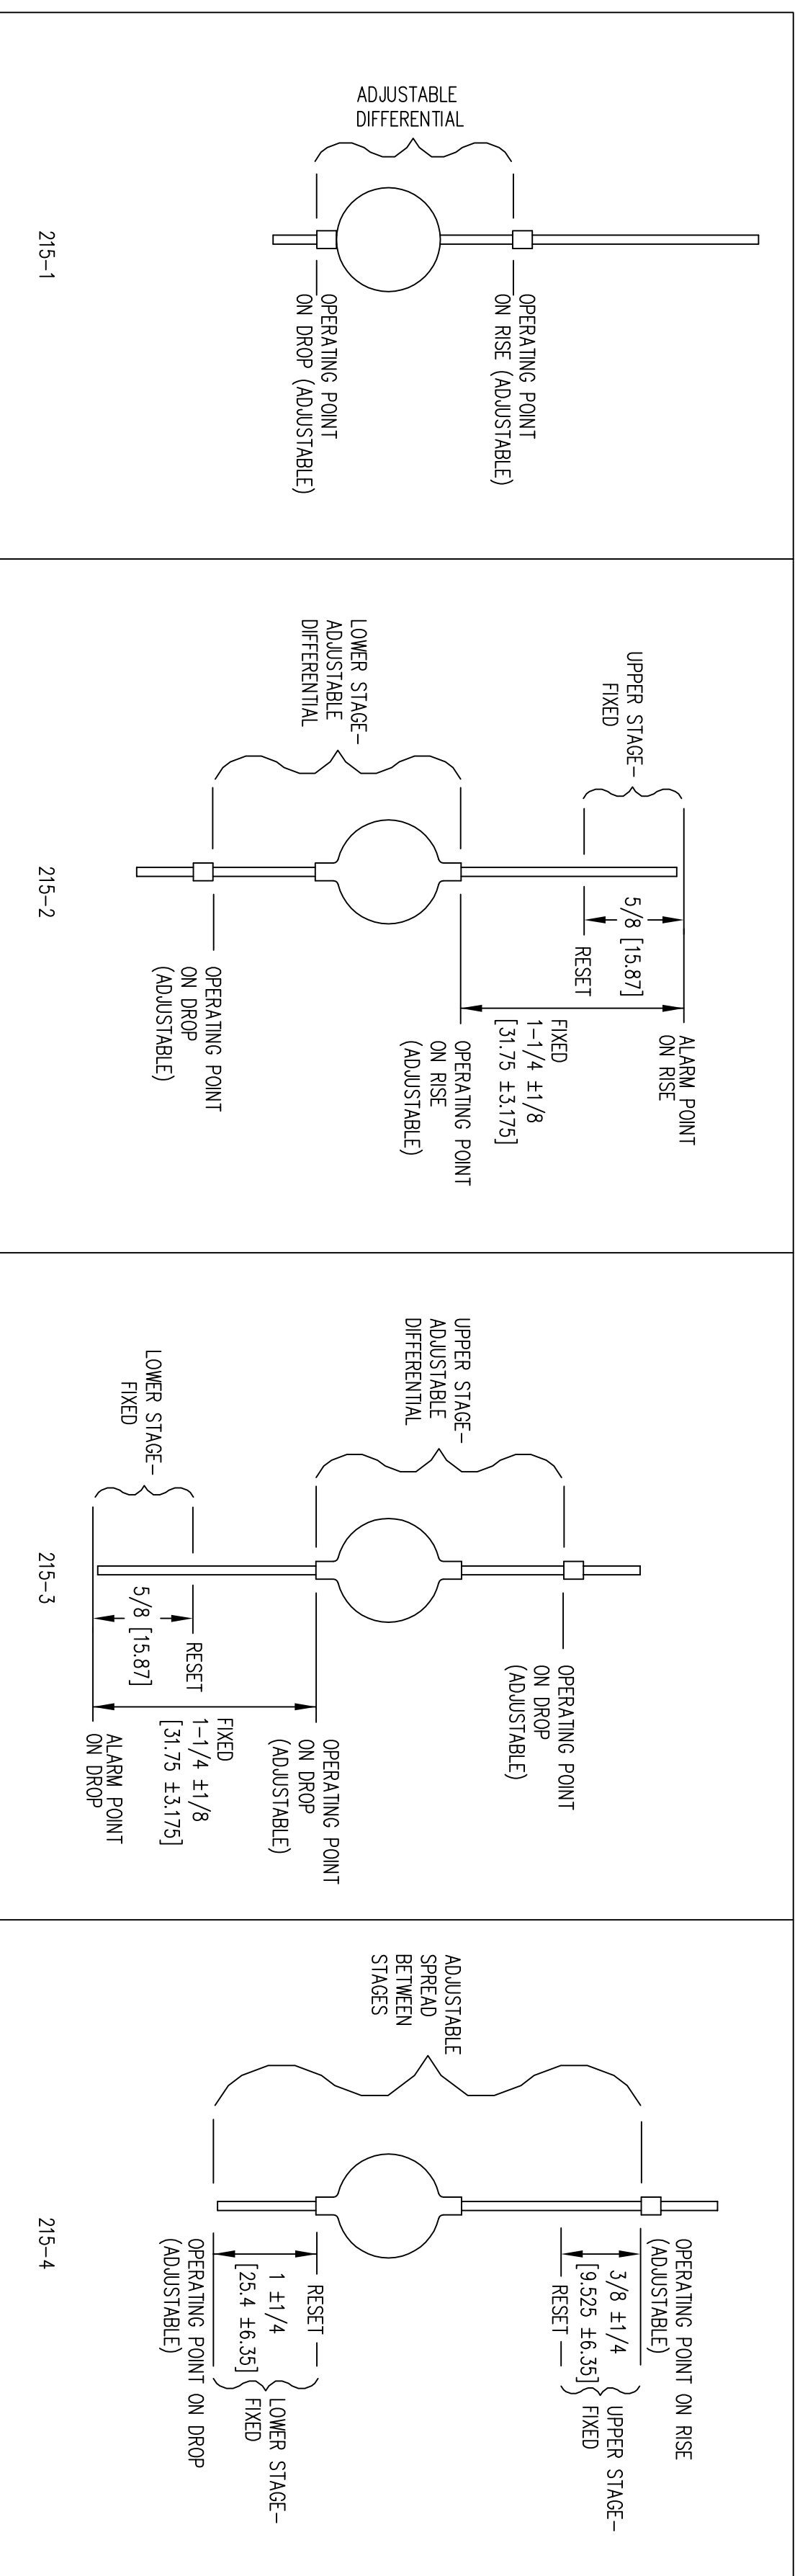 ADJUSTABLE
DIFFERENTIAL
OPERATING POINT
ON RISE (ADJUSTABLE)
OPERATING POINT
ON DROP (ADJUSTABLE)
215-1
UPPER STAGE-
FIXED
LOWER STAGE-
ADJUSTABLE
DIFFERENTIAL
ALARM POINT
ON RISE
5/8 [15.87]
RESET
FIXED
1-1/4 ±1/8
[31.75 ±3.175]
OPERATING POINT
ON RISE
(ADJUSTABLE)
OPERATING POINT
ON DROP
(ADJUSTABLE)
215-2
UPPER STAGE-
ADJUSTABLE
DIFFERENTIAL
LOWER STAGE-
FIXED
OPERATING POINT
ON DROP
(ADJUSTABLE)
OPERATING POINT
ON DROP
(ADJUSTABLE)
RESET
5/8 [15.87]
FIXED
1-1/4 ±1/8
[31.75 ±3.175]
ALARM POINT
ON DROP
215-3
ADJUSTABLE
SPREAD
BETWEEN
STAGES
OPERATING POINT ON RISE
(ADJUSTABLE)
3/8 ±1/4
[9.525 ±6.35]
RESET
UPPER STAGE-
FIXED
RESET
1 ±1/4
[25.4 ±6.35]
LOWER STAGE-
FIXED
OPERATING POINT ON DROP
(ADJUSTABLE)
215-4